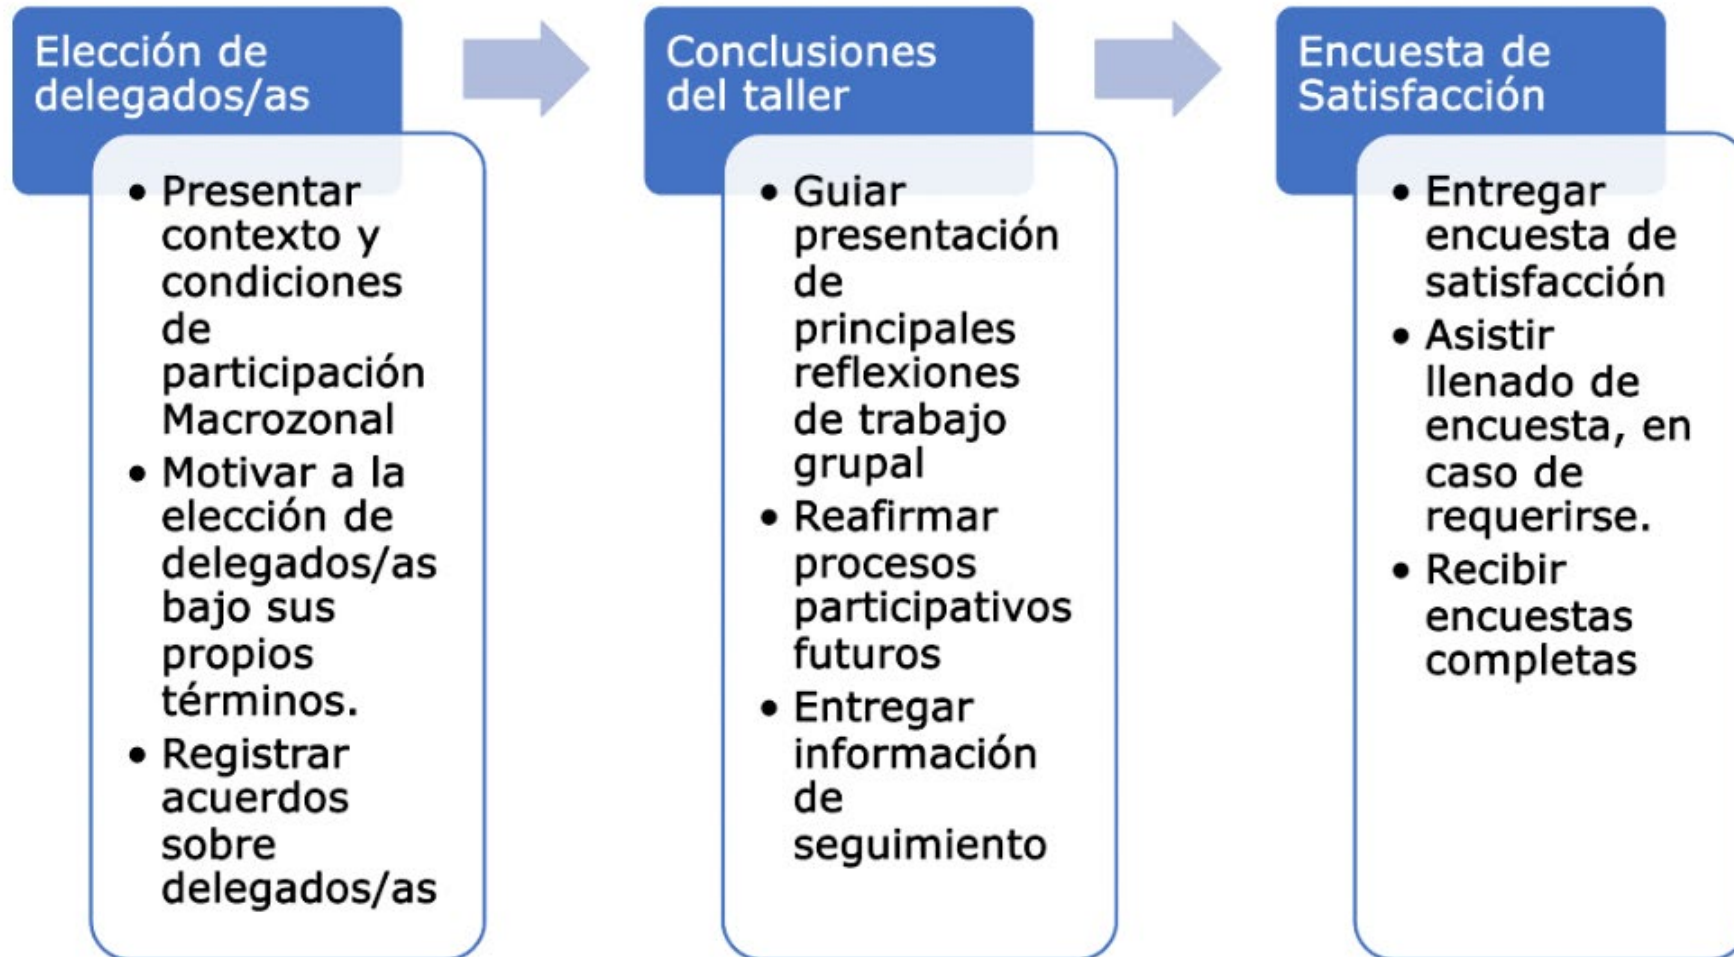 Elección de
delegados/as
• Presentar
contexto y
condiciones
de
participación
Macrozonal
• Motivar a la
elección de
delegados/as
bajo sus
propios
términos.
• Registrar
acuerdos
sobre
delegados/as
Conclusiones
del taller
• Guiar
presentación
de
principales
reflexiones
de trabajo
grupal
• Reafirmar
procesos
participativos
futuros
• Entregar
información
de
seguimiento
Encuesta de
Satisfacción
• Entregar
encuesta de
satisfacción
• Asistir
llenado de
encuesta, en
caso de
requerirse.
• Recibir
encuestas
completas